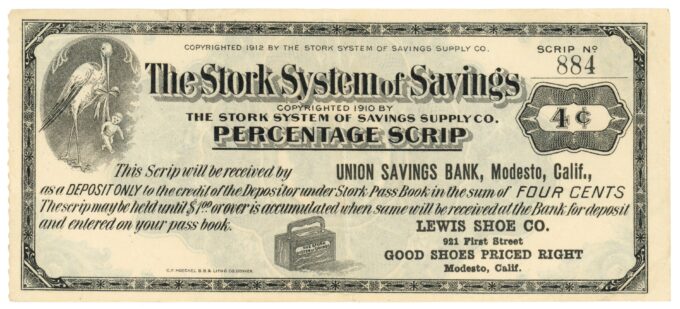 COPYRIGHTED 1912 BY THE STORK SYSTEM OF SAVINGS SUPPLY CO.
SCRIP Nº
884
The Stork System of Savings
COPYRIGHTED 1910 BY
THE STORK SYSTEM OF SAVINGS SUPPLY CO.
PERCENTAGE SCRIP
4¢
This Scrip will be received by UNION SAVINGS BANK, Modesto, Calif.,
as a DEPOSIT ONLY to the credit of the Depositor under Stork Pass Book in the sum of FOUR CENTS
The scrip may be held until $1.00 or over is accumulated when same will be received at the Bank for deposit
and entered on your pass book.
LEWIS SHOE CO.
921 First Street
GOOD SHOES PRICED RIGHT
Modesto, Calif.
C.F. HOECKEL B.B. & LITHO CO. DENVER.